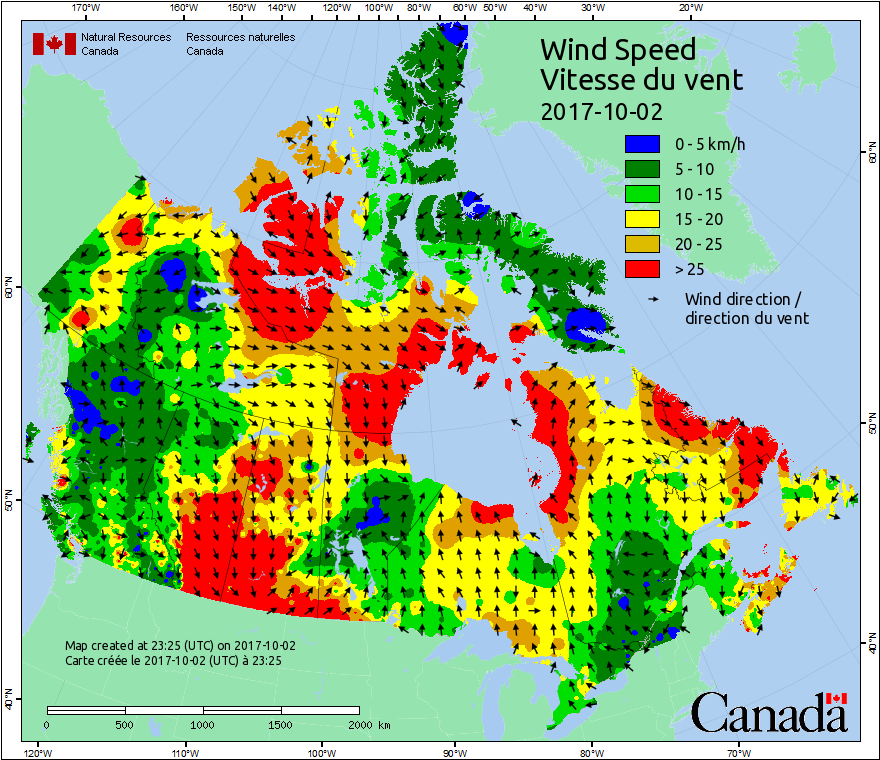 170°W 160°W 150°W 140°W 130°W 120°W 110°W 100°W 90°W 80°W 70°W 60°W 50°W 40°W 30°W 20°W
Natural Resources Ressources naturelles
Canada Canada
Wind Speed
Vitesse du vent
2017-10-02
0 - 5 km/h
5 - 10
10 - 15
15 - 20
20 - 25
> 25
Wind direction /
direction du vent
60°N
60°N
50°N
50°N
40°N
40°N
Map created at 23:25 (UTC) on 2017-10-02
Carte créée le 2017-10-02 (UTC) à 23:25
0 500 1000 1500 2000 km
Canada
120°W 110°W 100°W 90°W 80°W 70°W